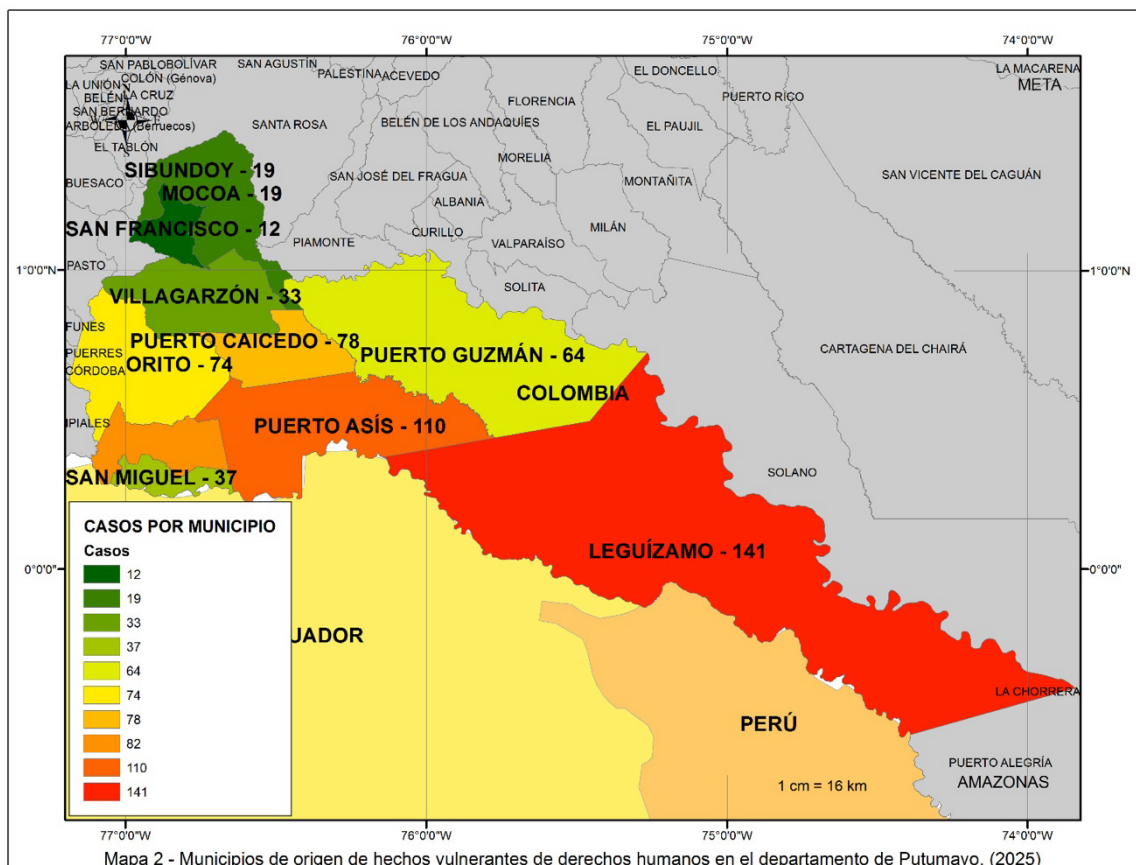 77°0'0"W 76°0'0"W 75°0'0"W 74°0'0"W
SAN PABLO BOLÍVAR
COLÓN (Génova)
SAN AGUSTÍN
PALESTINA
ACEVEDO
EL DONCELLO
LA MACARENA
META
LA UNIÓN
LA CRUZ
BELÉN
PUERTO RICO
FLORENCIA
SAN BERNARDO
ARBOLEDA (Berruecos)
SANTA ROSA
BELÉN DE LOS ANDAQUÍES
EL PAUJIL
EL TABLÓN
MORELIA
SIBUNDOY - 19
BUESACO
SAN JOSÉ DEL FRAGUA
MONTAÑITA
SAN VICENTE DEL CAGUÁN
MOCOA - 19
ALBANIA
SAN FRANCISCO - 12
CURILLO
MILÁN
PIAMONTE
VALPARAÍSO
PASTO
1°0'0"N 1°0'0"N
SOLITA
VILLAGARZÓN - 33
FUNES
PUERTO CAICEDO - 78
CARTAGENA DEL CHAIRÁ
PUERRES
PUERTO GUZMÁN - 64
ORITO - 74
CÓRDOBA
COLOMBIA
IPIALES
PUERTO ASÍS - 110
SOLANO
SAN MIGUEL - 37
LEGUÍZAMO - 141
0°0'0" 0°0'0"
CASOS POR MUNICIPIO
Casos
12
19
33
37
64
74
78
82
110
141
UADOR
LA CHORRERA
PERÚ
PUERTO ALEGRÍA
AMAZONAS
1 cm = 16 km
77°0'0"W 76°0'0"W 75°0'0"W 74°0'0"W
Mapa 2 - Municipios de origen de hechos vulnerantes de derechos humanos en el departamento de Putumayo. (2025)